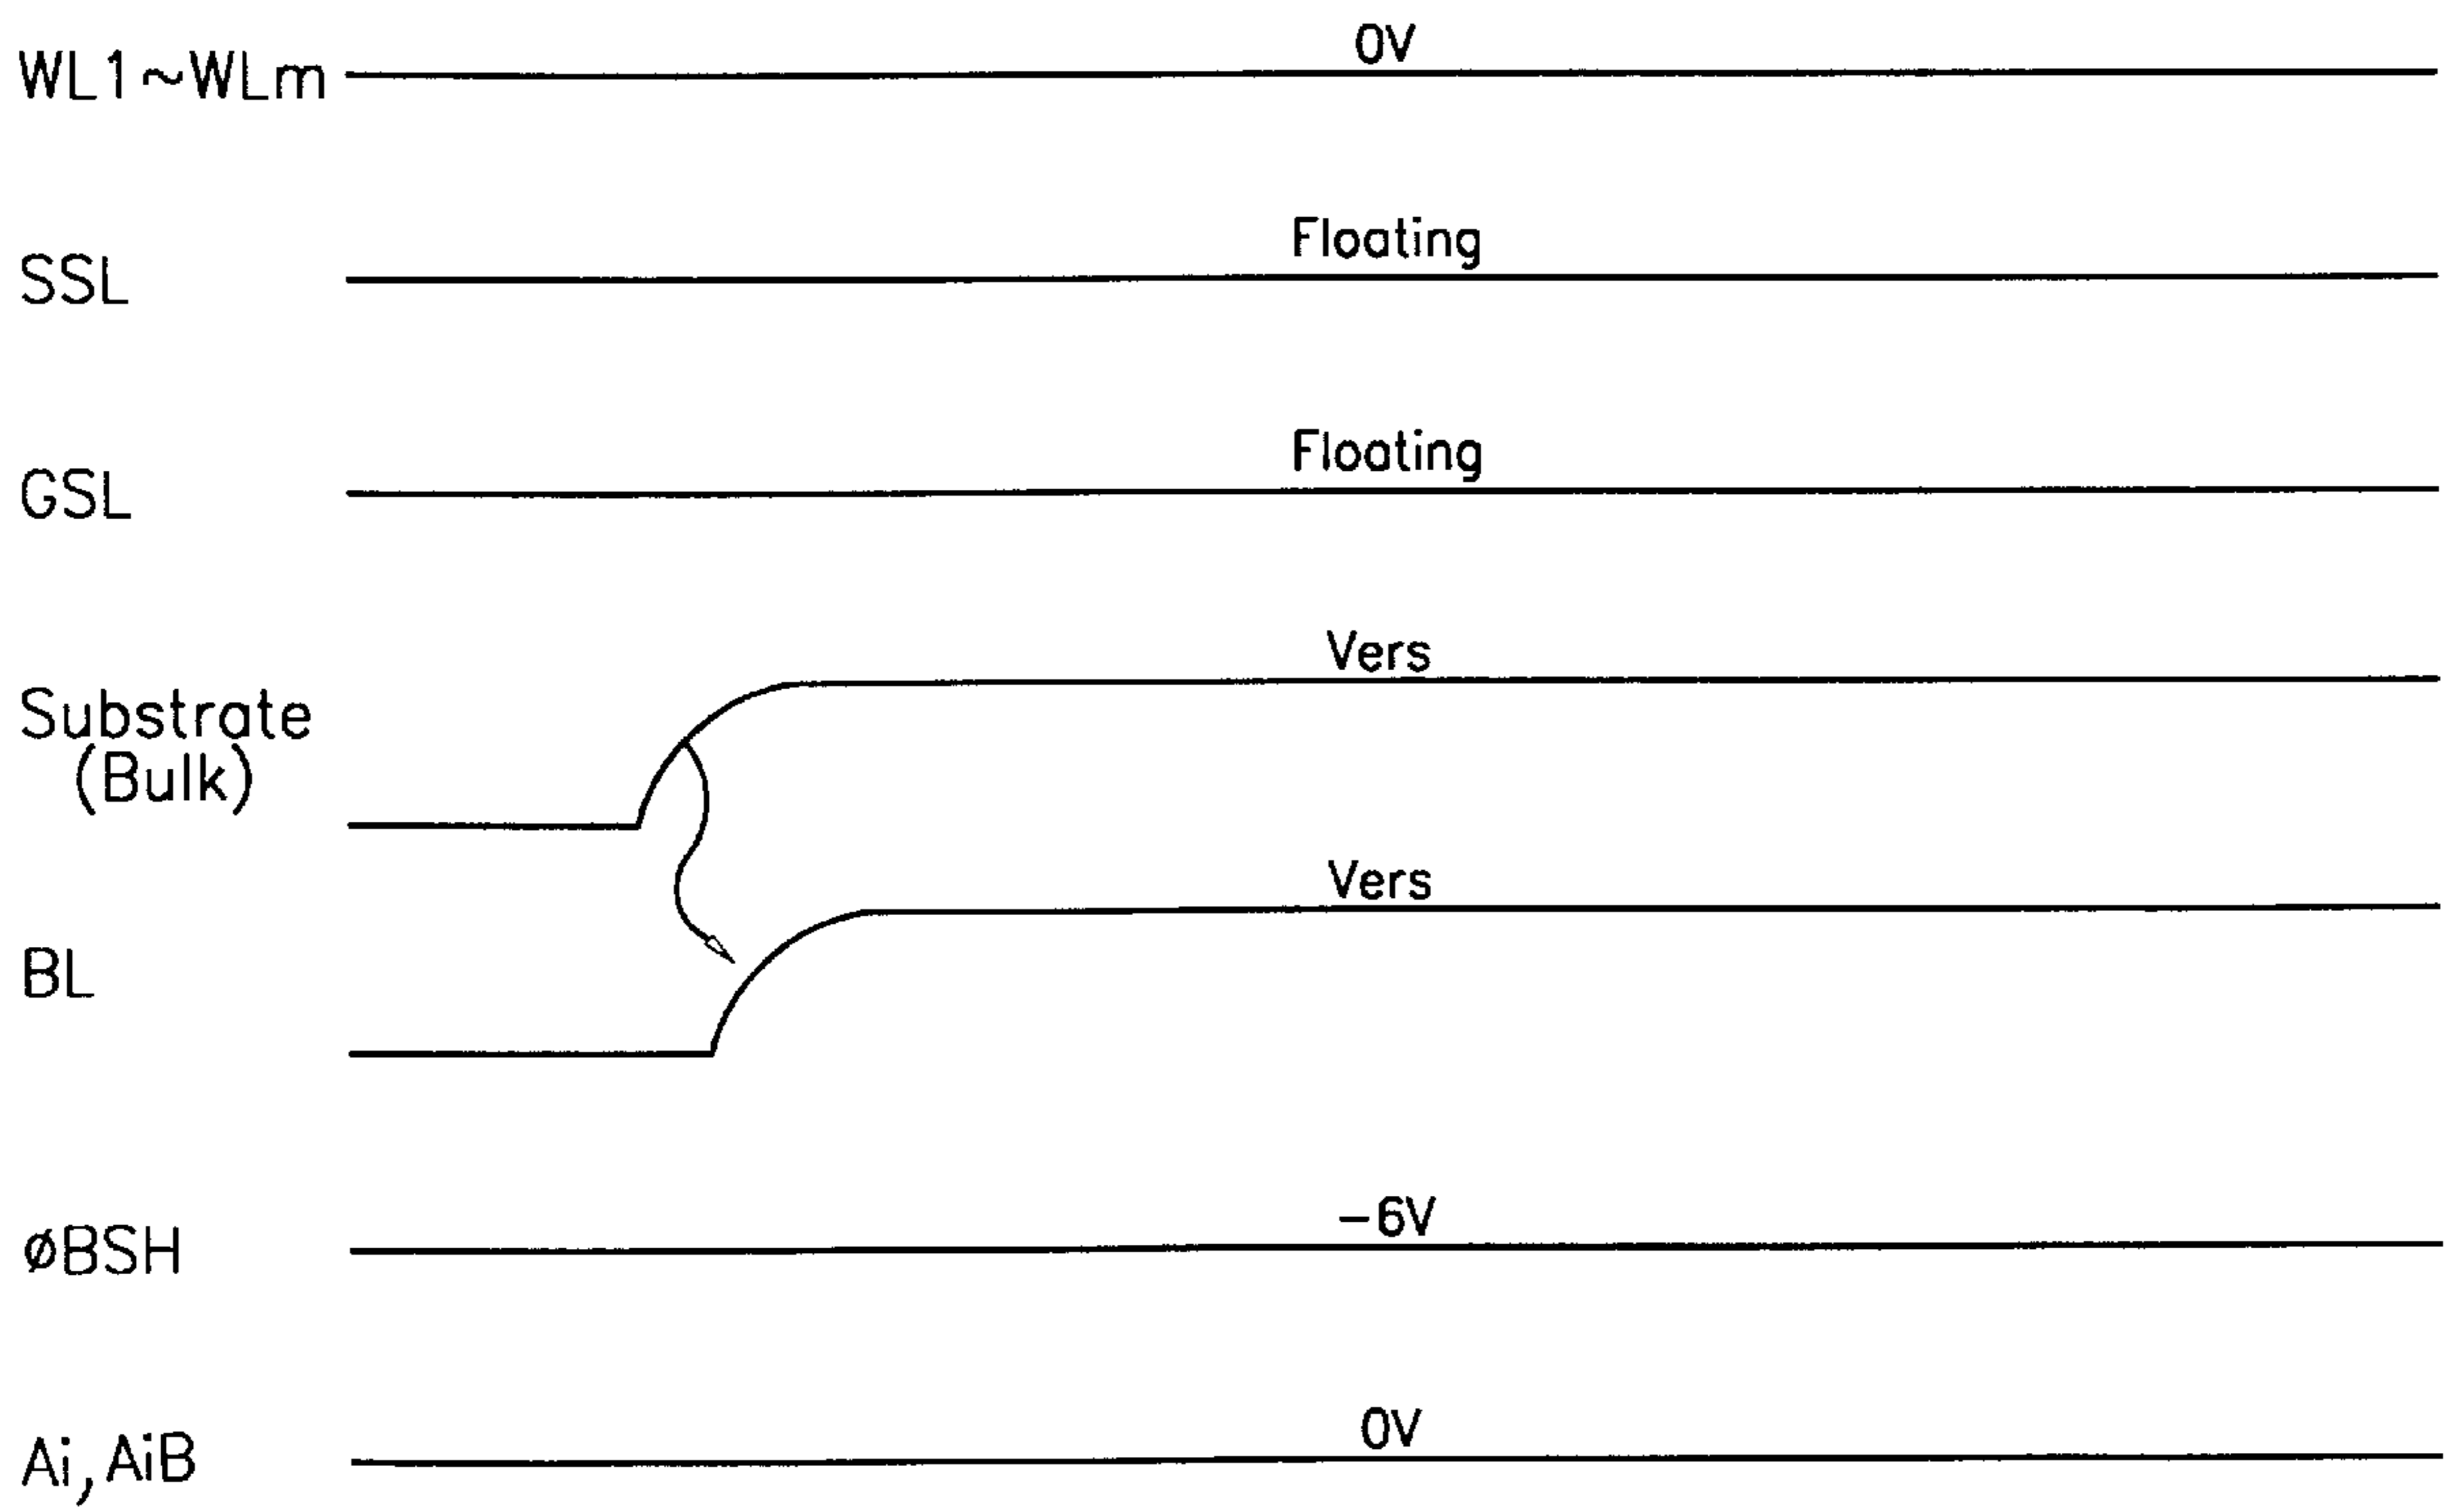 WL1~WLm
0V
SSL
Floating
GSL
Floating
Substrate
(Bulk)
Vers
BL
Vers
øBSH
-6V
Ai,AiB
0V